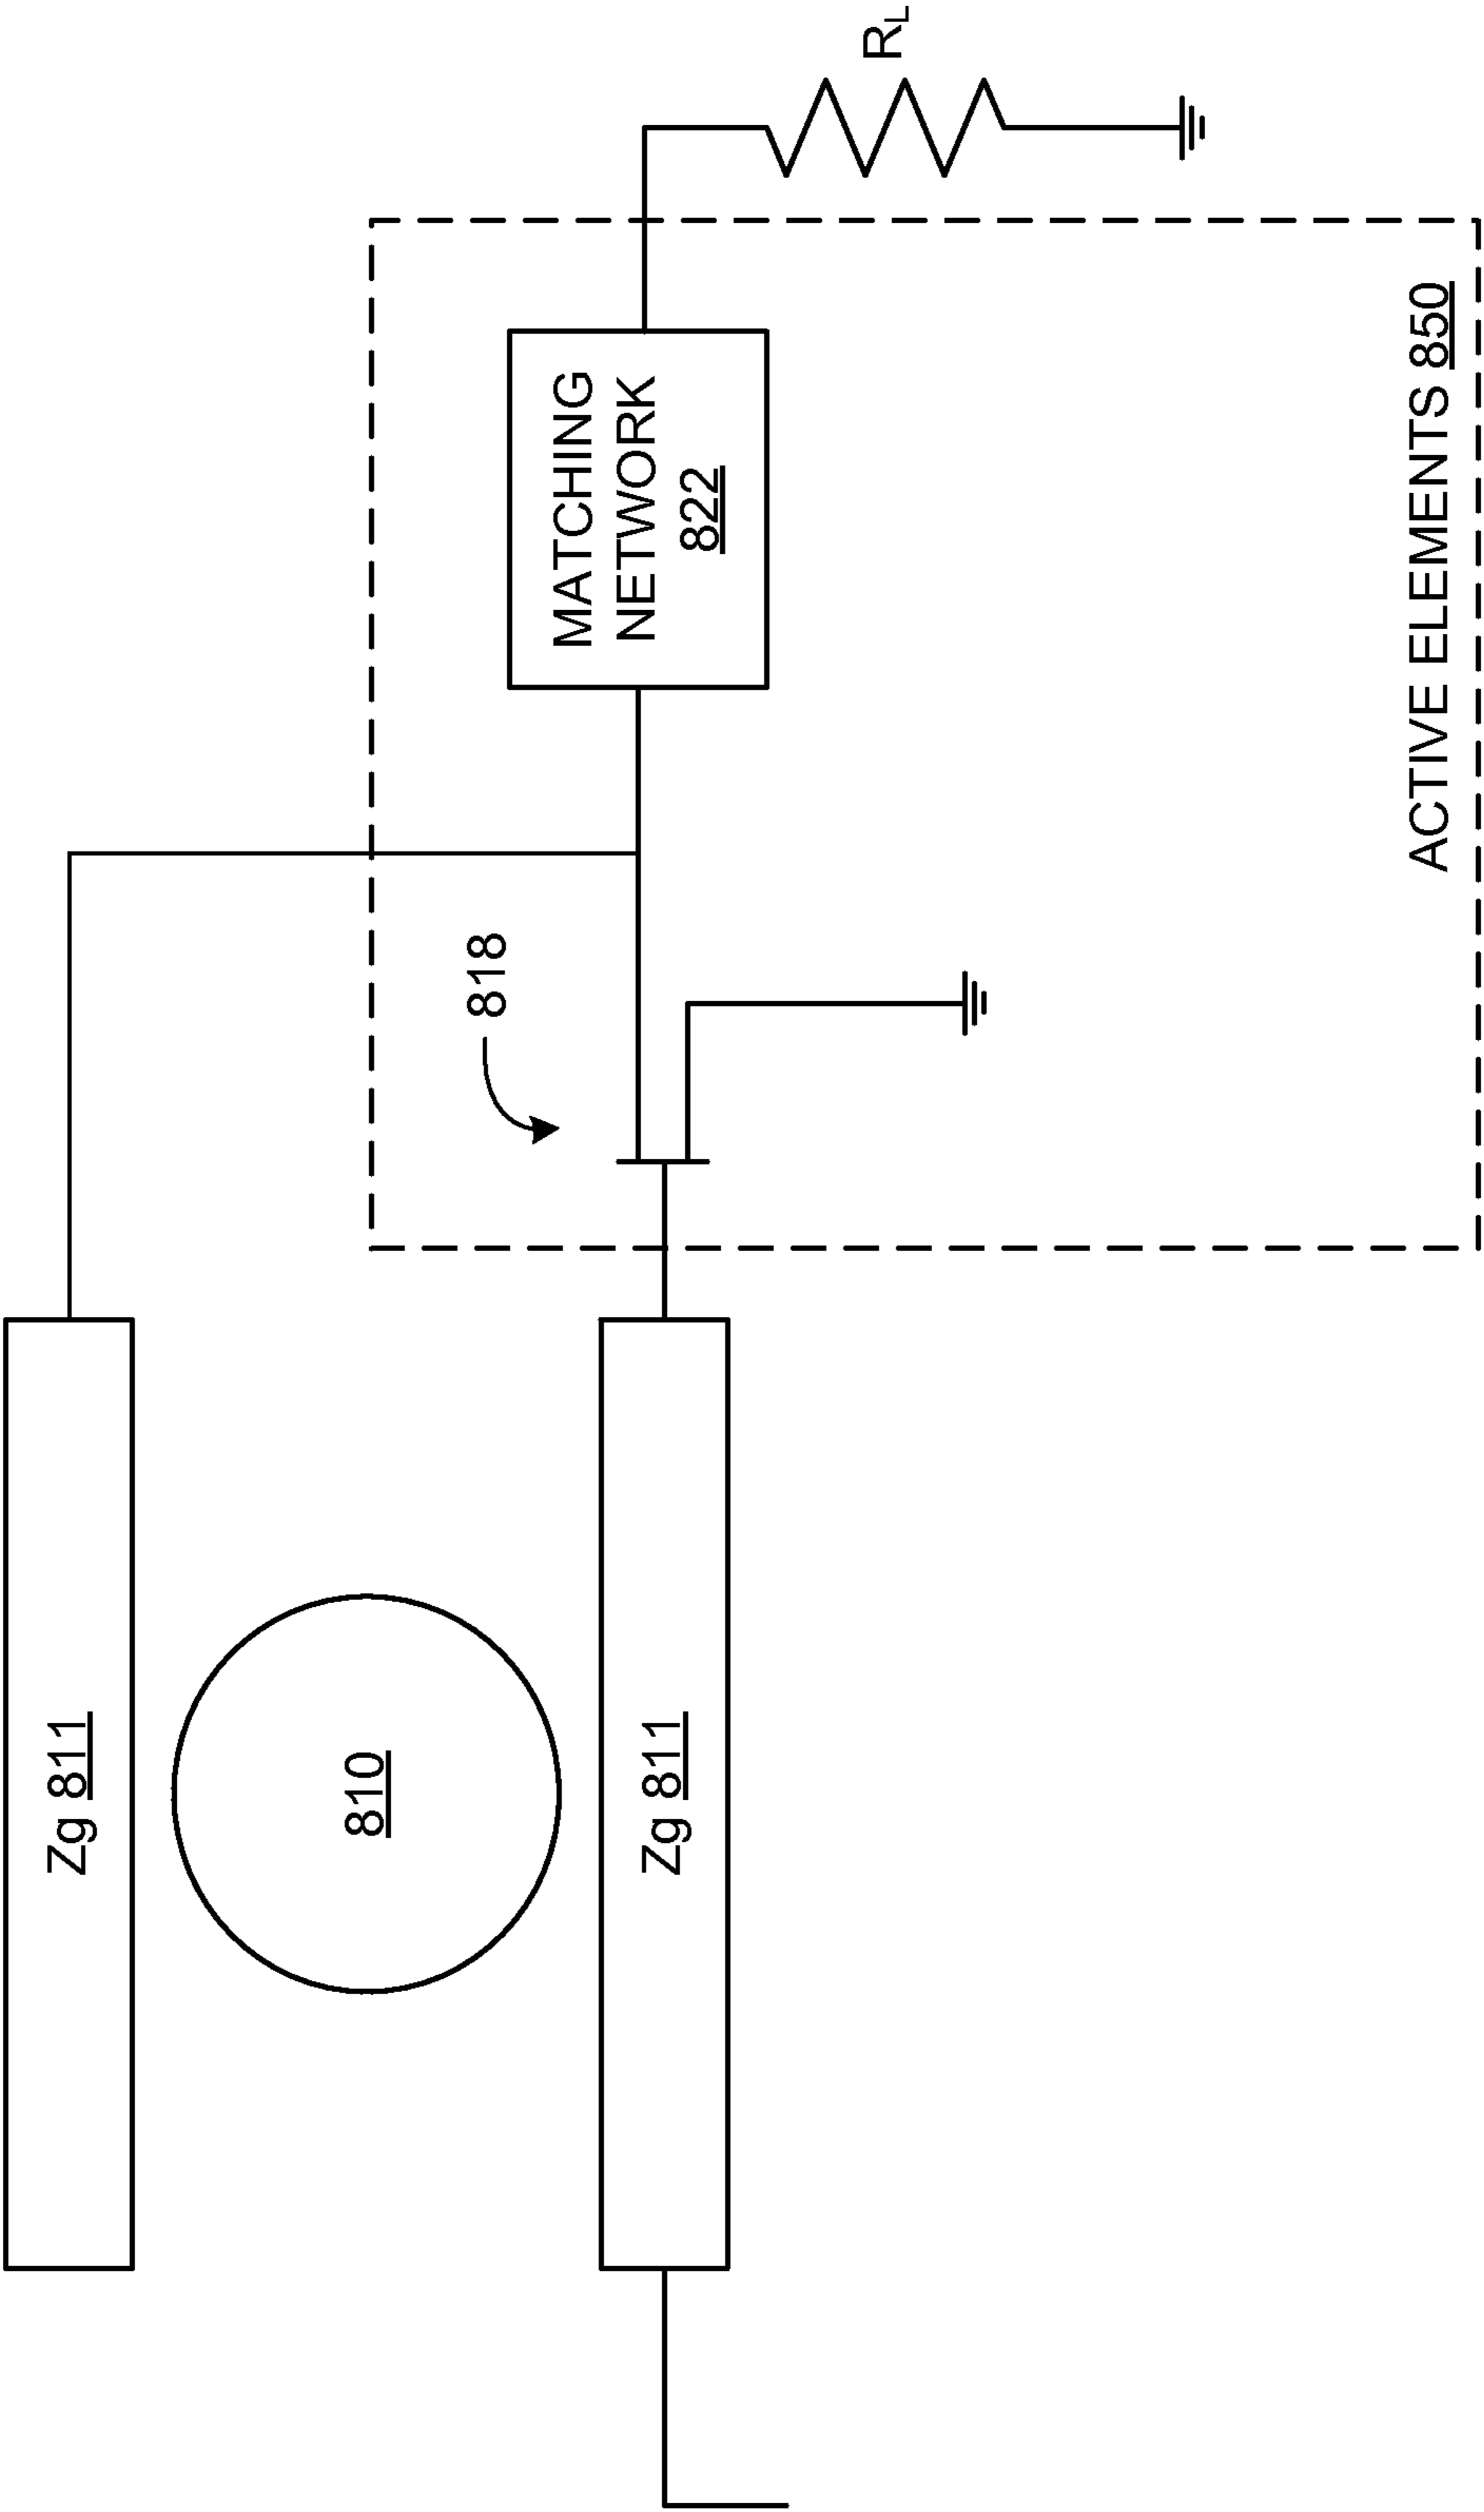 Zg 811
810
Zg 811
818
MATCHING
NETWORK
822
RL
ACTIVE ELEMENTS 850